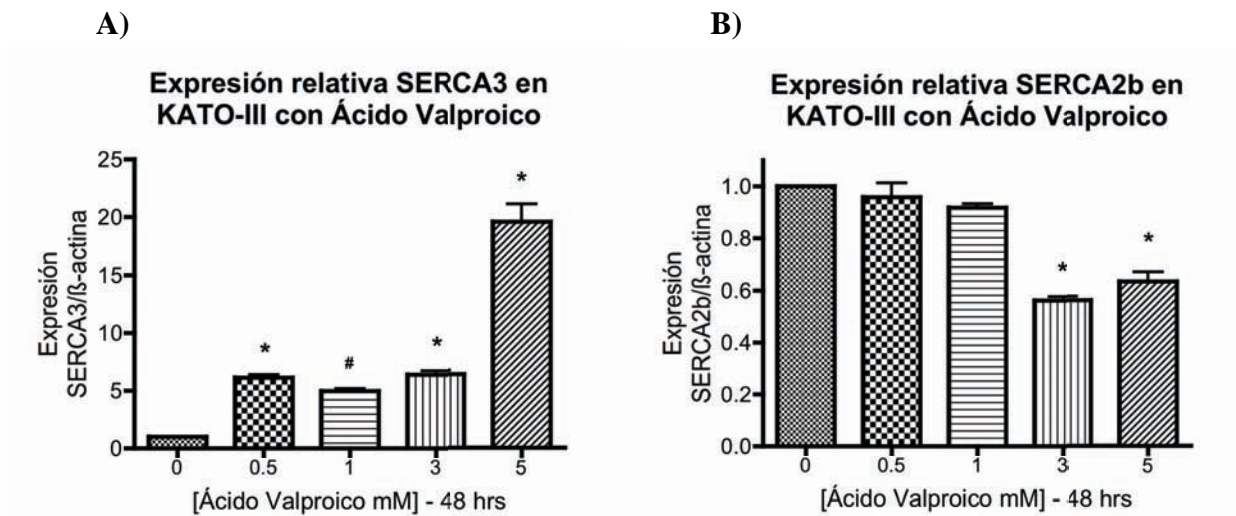 A)
Expresión relativa SERCA3 en
KATO-III con Ácido Valproico
Expresión
SERCA3/ß-actina
25
20
15
10
5
0
*
#
*
*
0 0.5 1 3 5
[Ácido Valproico mM] - 48 hrs
B)
Expresión relativa SERCA2b en
KATO-III con Ácido Valproico
Expresión
SERCA2b/ß-actina
1.0
0.8
0.6
0.4
0.2
0.0
*
*
0 0.5 1 3 5
[Ácido Valproico mM] - 48 hrs